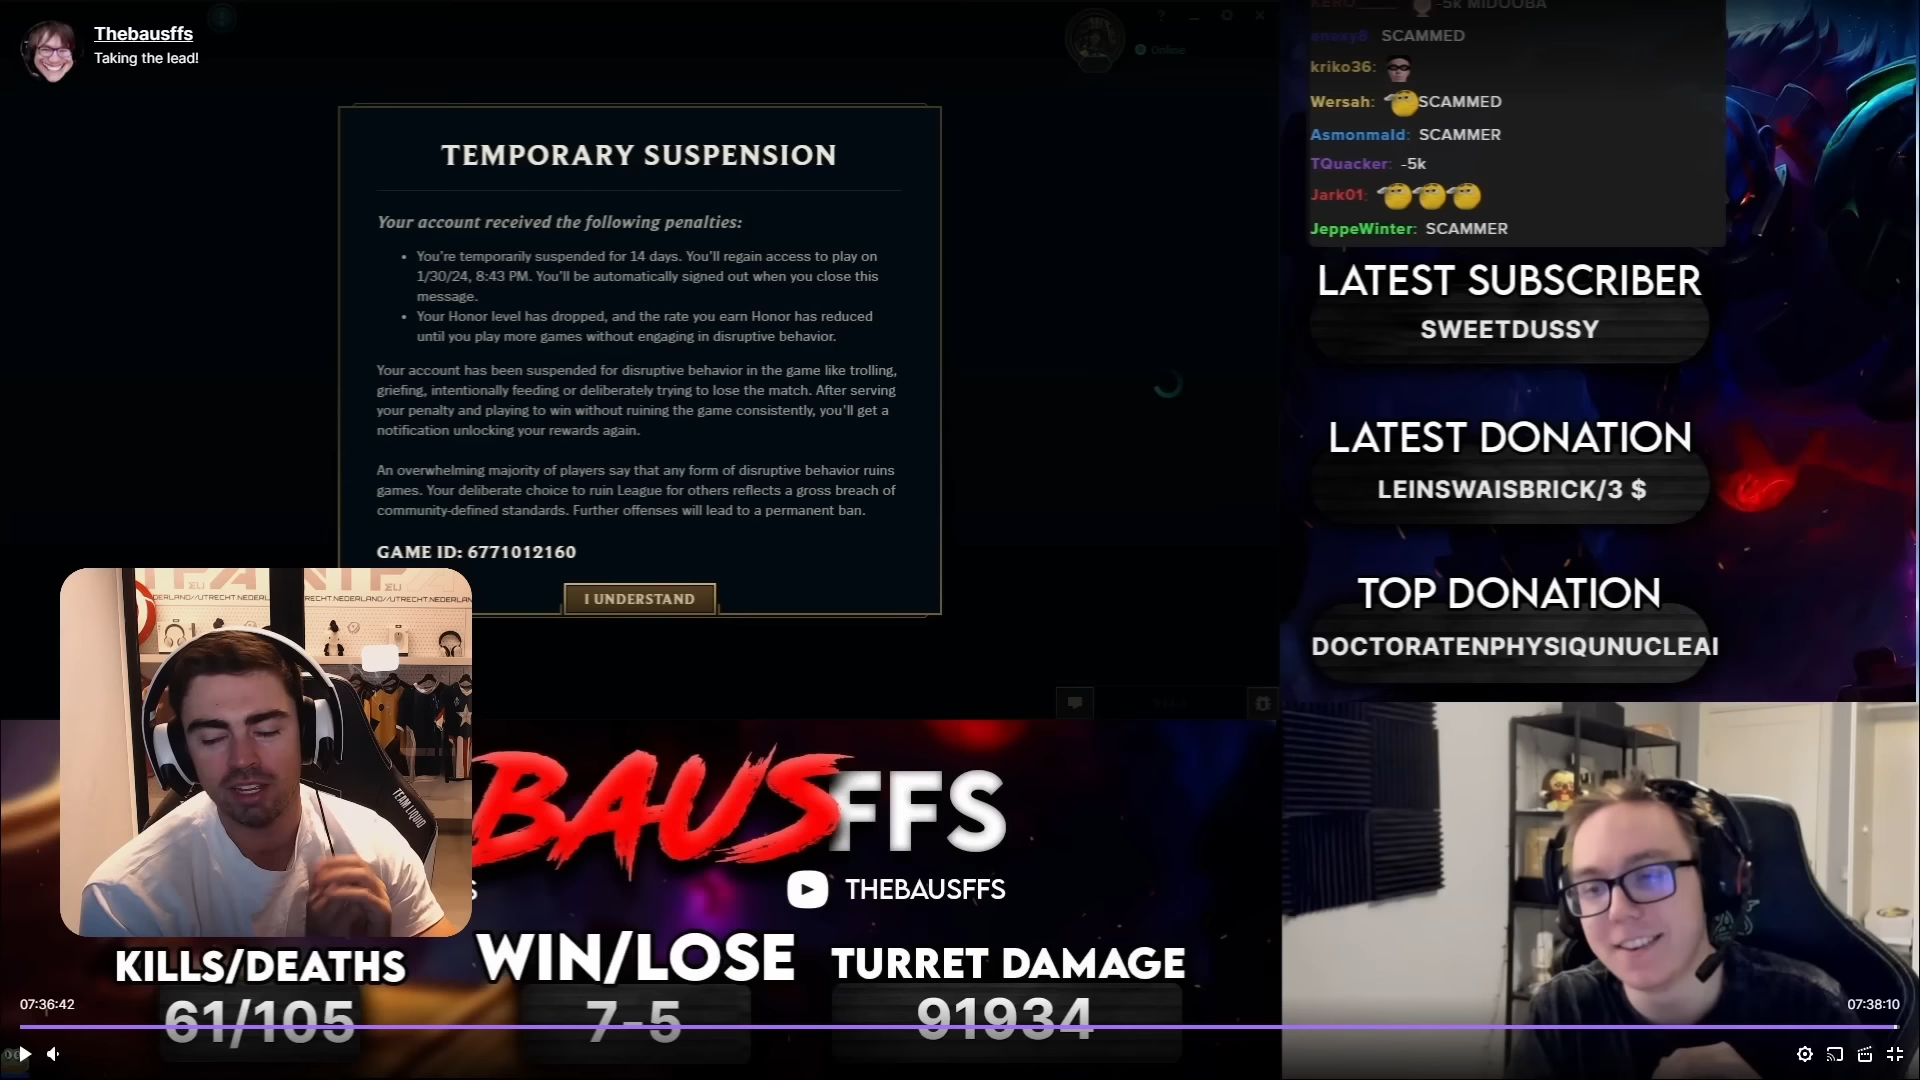 Thebausffs
Taking the lead!
Online
TEMPORARY SUSPENSION
Your account received the following penalties:
• You're temporarily suspended for 14 days. You'll regain access to play on
1/30/24, 8:43 PM. You'll be automatically signed out when you close this
message.
• Your Honor level has dropped, and the rate you earn Honor has reduced
until you play more games without engaging in disruptive behavior.
Your account has been suspended for disruptive behavior in the game like trolling,
griefing, intentionally feeding or deliberately trying to lose the match. After serving
your penalty and playing to win without ruining the game consistently, you'll get a
notification unlocking your rewards again.
An overwhelming majority of players say that any form of disruptive behavior ruins
games. Your deliberate choice to ruin League for others reflects a gross breach of
community-defined standards. Further offenses will lead to a permanent ban.
GAME ID: 6771012160
I UNDERSTAND
-5k MIDOOBA
SCAMMED
kriko36:
Wersah: SCAMMED
Asmonmald: SCAMMER
TQuacker: -5k
Jark01:
JeppeWinter: SCAMMER
LATEST SUBSCRIBER
SWEETDUSSY
LATEST DONATION
LEINSWAISBRICK/3 $
TOP DONATION
DOCTORATENPHYSIQUNUCLEAI
UTRECHT.NEDERLAND//UTRECHT.NEDERLAN
TEAM LIQUID
BAUSFFS
THEBAUSFFS
KILLS/DEATHS
61/105
WIN/LOSE
7-5
TURRET DAMAGE
91934
07:36:42
07:38:10